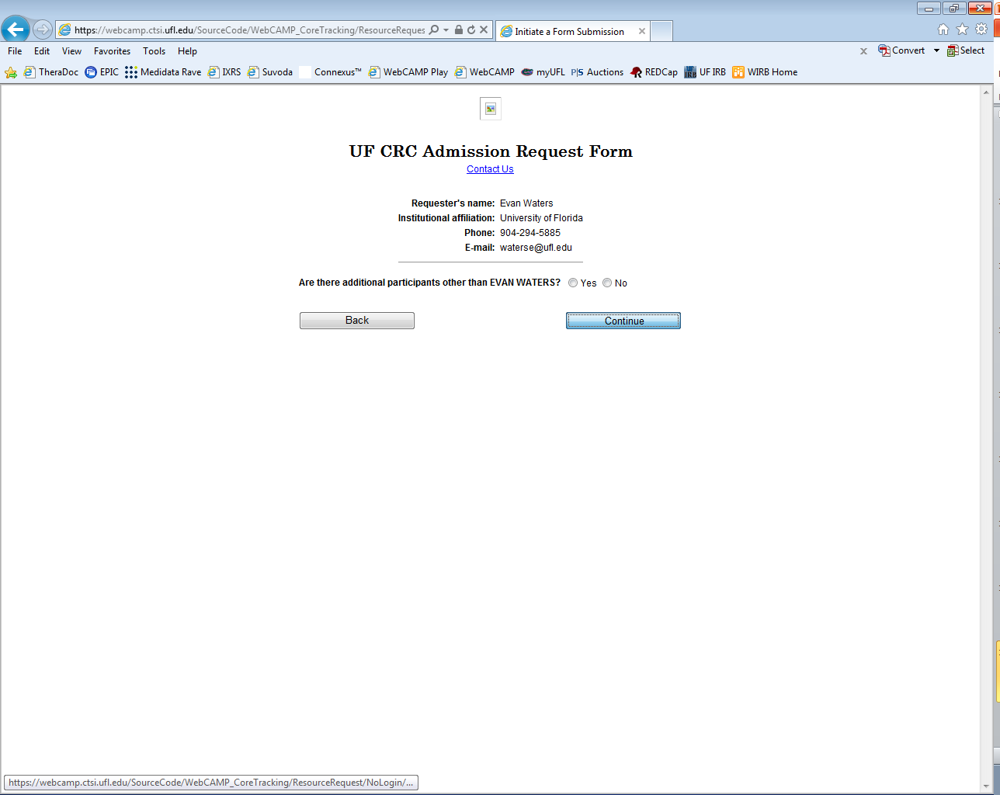 https://webcamp.ctsi.ufl.edu/SourceCode/WebCAMP_CoreTracking/ResourceReques
Initiate a Form Submission
File Edit View Favorites Tools Help
Convert Select
TheraDoc EPIC Medidata Rave IXRS Suvoda Connexus™ WebCAMP Play WebCAMP myUFL P|S Auctions REDCap UF IRB WIRB Home
UF CRC Admission Request Form
Contact Us
Requester's name: Evan Waters
Institutional affiliation: University of Florida
Phone: 904-294-5885
E-mail: waterse@ufl.edu
Are there additional participants other than EVAN WATERS? Yes No
Back Continue
https://webcamp.ctsi.ufl.edu/SourceCode/WebCAMP_CoreTracking/ResourceRequest/NoLogin/...